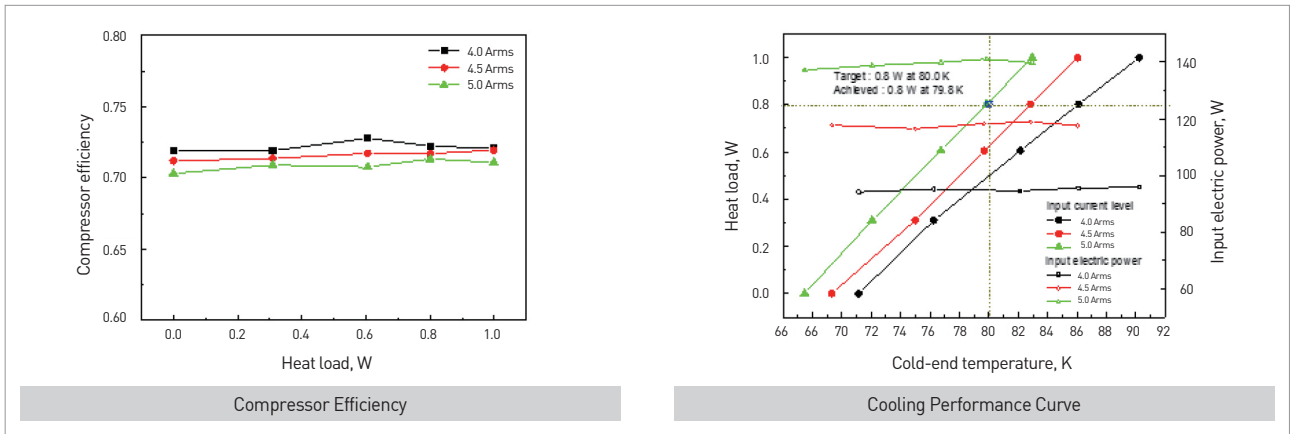 0.80
0.75
0.70
0.65
0.60
Compressor efficiency
4.0 Arms
4.5 Arms
5.0 Arms
0.0 0.2 0.4 0.6 0.8 1.0
Heat load, W
Compressor Efficiency
1.0
0.8
0.6
0.4
0.2
0.0
Heat load, W
Target : 0.8 W at 80.0 K
Achieved : 0.8 W at 79.8 K
Input current level
4.0 Arms
4.5 Arms
5.0 Arms
Input electric power
4.0 Arms
4.5 Arms
5.0 Arms
140
120
100
80
60
Input electric power, W
66 68 70 72 74 76 78 80 82 84 86 88 90 92
Cold-end temperature, K
Cooling Performance Curve